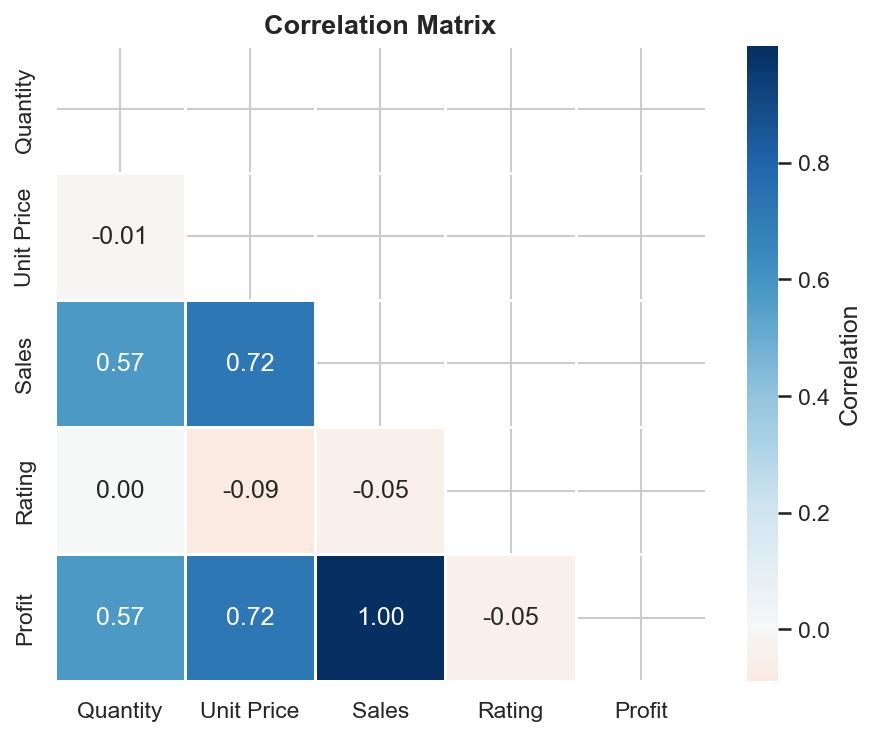 Correlation Matrix
Quantity
Unit Price
-0.01
Sales
0.57 0.72
Rating
0.00 -0.09 -0.05
Profit
0.57 0.72 1.00 -0.05
Quantity Unit Price Sales Rating Profit
0.8
0.6
0.4
0.2
0.0
Correlation